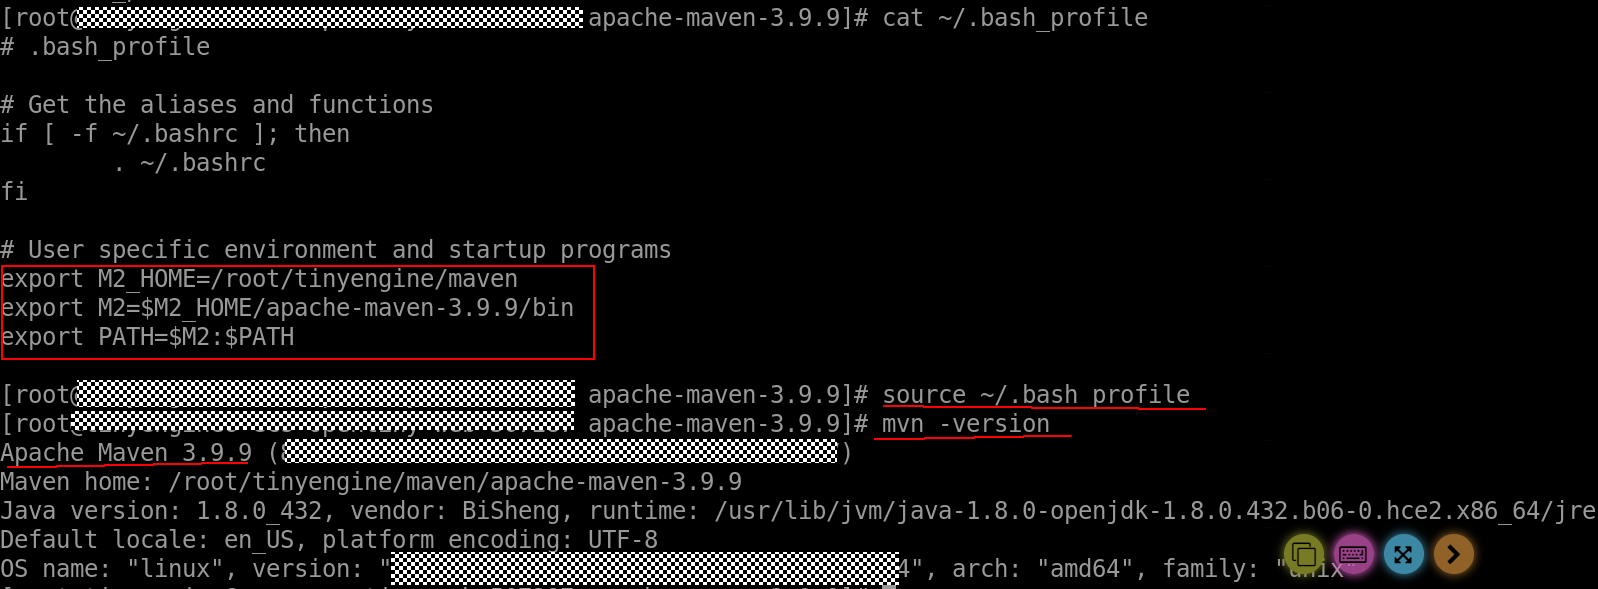 [root@ apache-maven-3.9.9]# cat ~/.bash_profile
# .bash_profile
# Get the aliases and functions
if [ -f ~/.bashrc ]; then
        . ~/.bashrc
fi
# User specific environment and startup programs
export M2_HOME=/root/tinyengine/maven
export M2=$M2_HOME/apache-maven-3.9.9/bin
export PATH=$M2:$PATH
[root@ apache-maven-3.9.9]# source ~/.bash_profile
[root@ apache-maven-3.9.9]# mvn -version
Apache Maven 3.9.9 ( )
Maven home: /root/tinyengine/maven/apache-maven-3.9.9
Java version: 1.8.0_432, vendor: BiSheng, runtime: /usr/lib/jvm/java-1.8.0-openjdk-1.8.0.432.b06-0.hce2.x86_64/jre
Default locale: en_US, platform encoding: UTF-8
OS name: "linux", version: " 4", arch: "amd64", family: "unix"